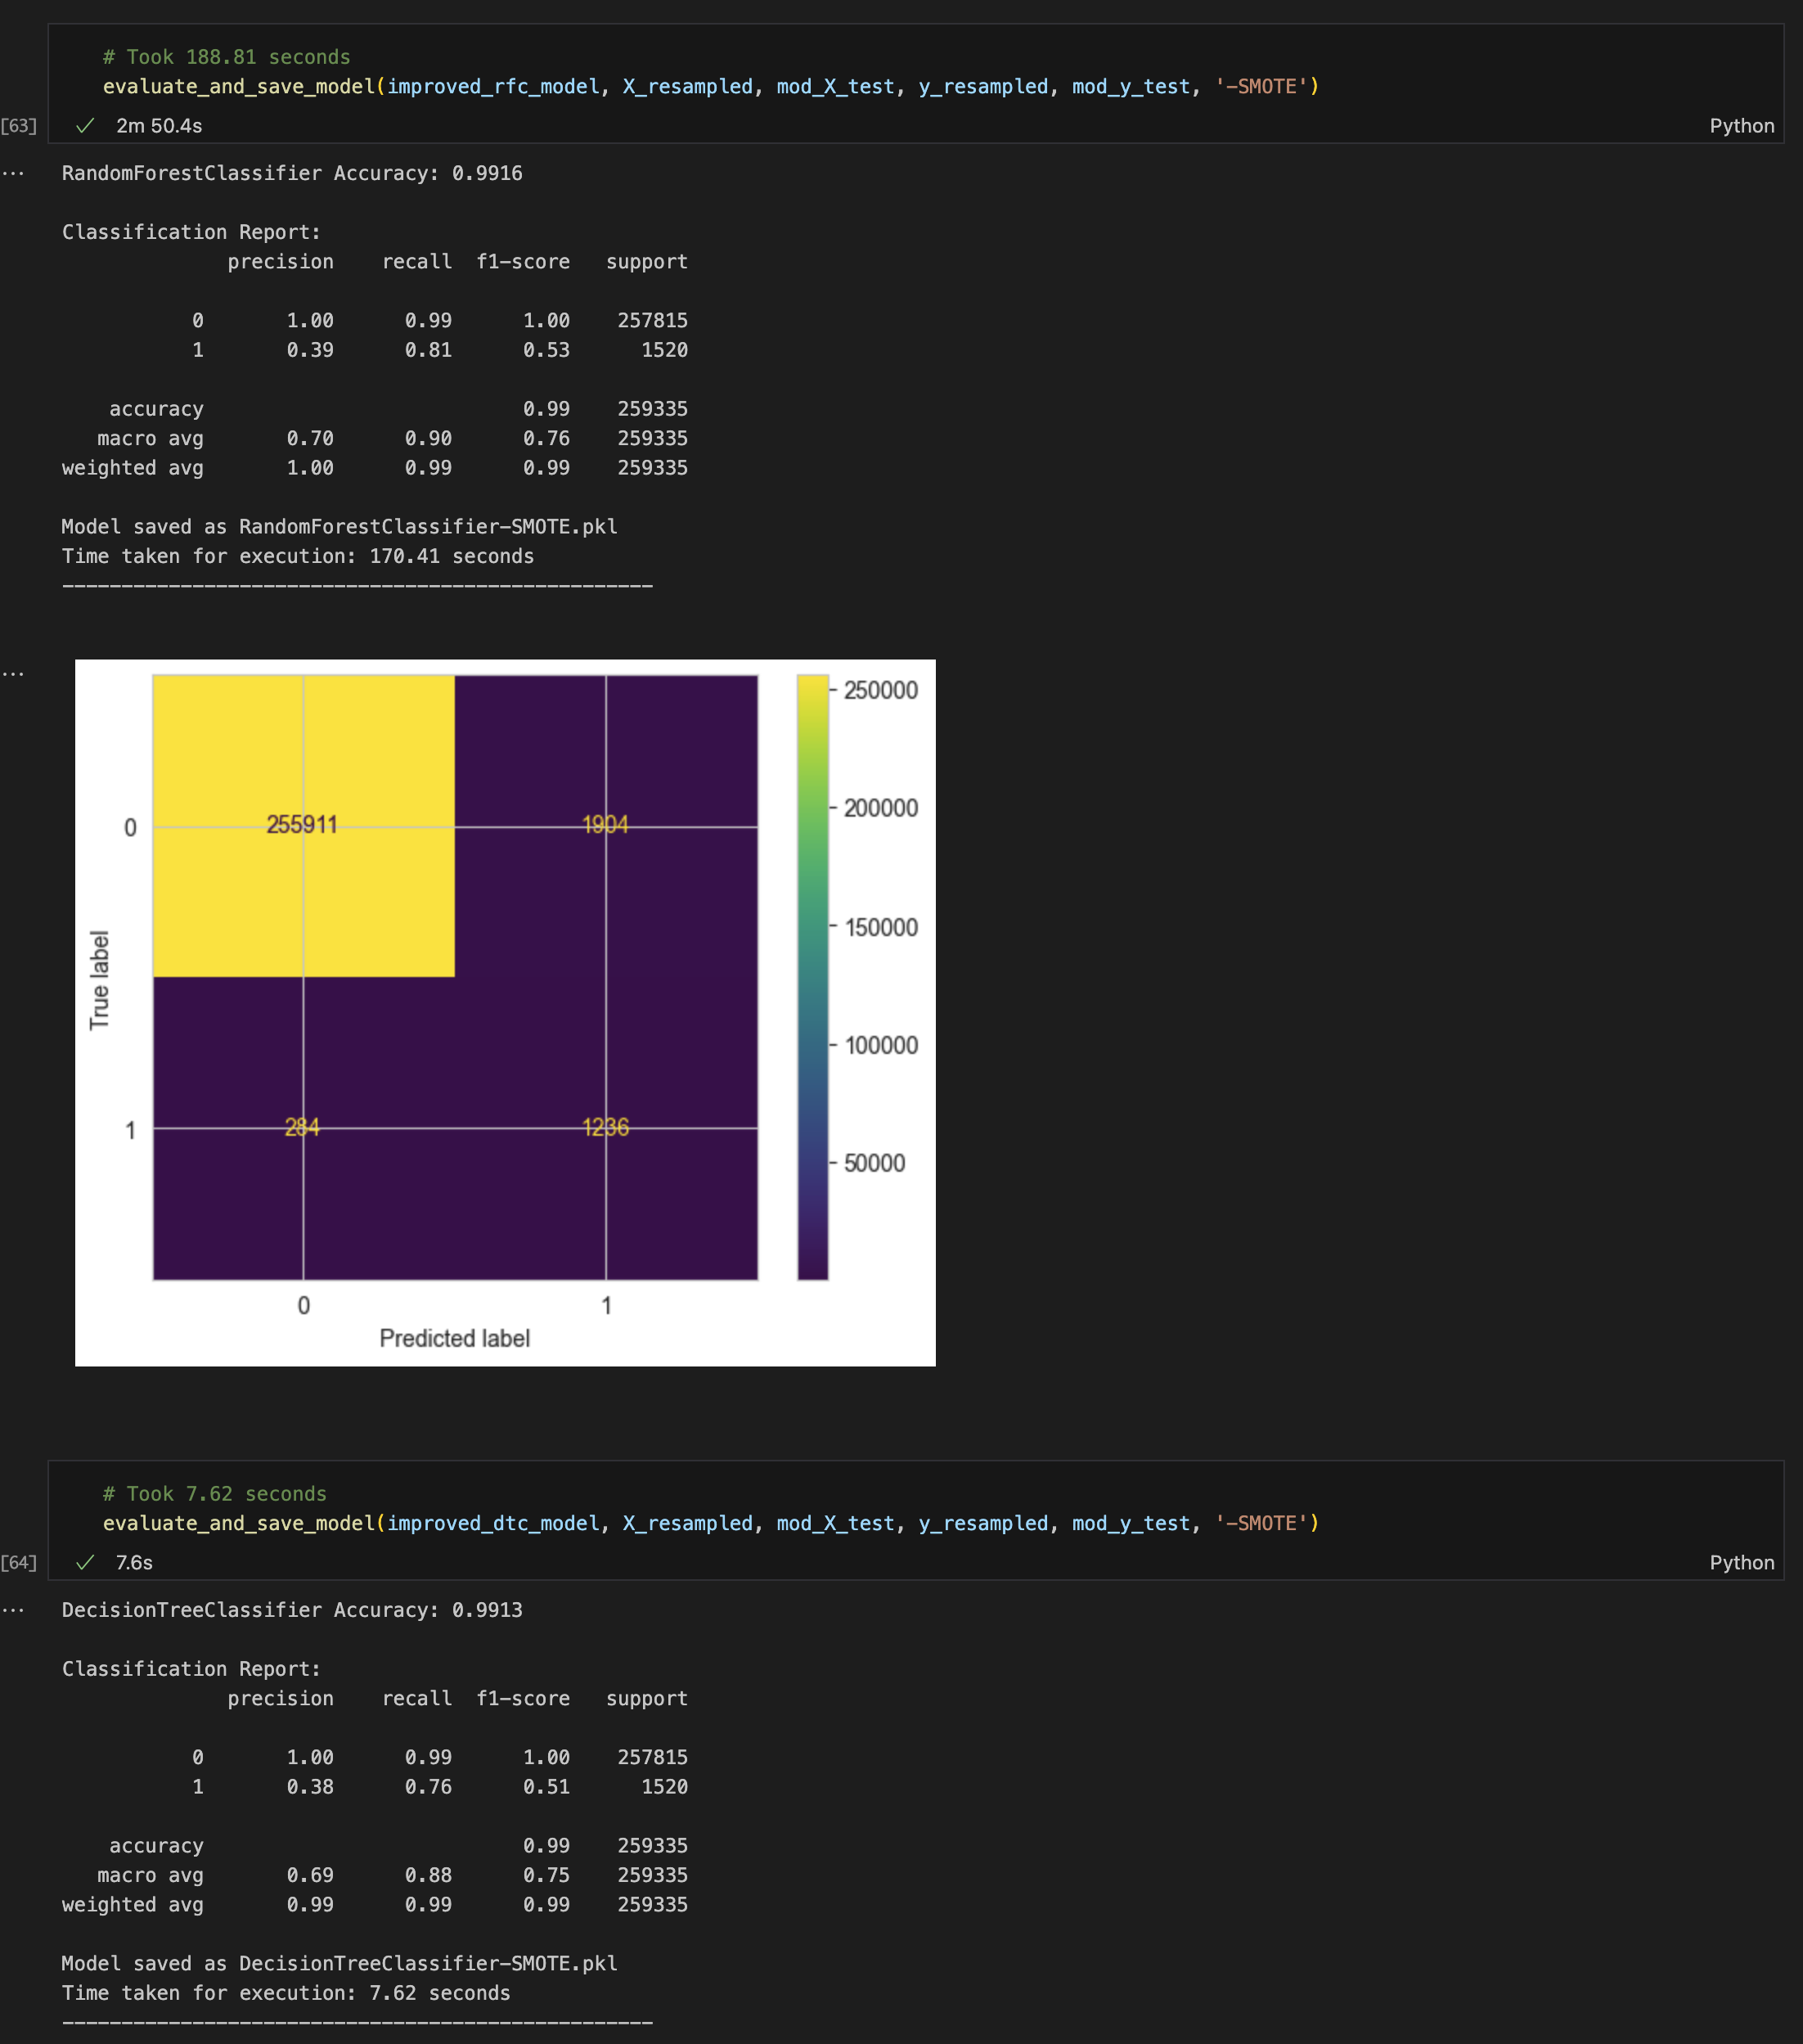 # Took 188.81 seconds
evaluate_and_save_model(improved_rfc_model, X_resampled, mod_X_test, y_resampled, mod_y_test, '-SMOTE')
[63] ✓ 2m 50.4s Python
... RandomForestClassifier Accuracy: 0.9916
Classification Report:
precision recall f1-score support
0 1.00 0.99 1.00 257815
1 0.39 0.81 0.53 1520
accuracy 0.99 259335
macro avg 0.70 0.90 0.76 259335
weighted avg 1.00 0.99 0.99 259335
Model saved as RandomForestClassifier-SMOTE.pkl
Time taken for execution: 170.41 seconds
--------------------------------------------------
...
250000
200000
150000
100000
50000
True label
0 255911 1904
1 284 1236
0 1
Predicted label
# Took 7.62 seconds
evaluate_and_save_model(improved_dtc_model, X_resampled, mod_X_test, y_resampled, mod_y_test, '-SMOTE')
[64] ✓ 7.6s Python
... DecisionTreeClassifier Accuracy: 0.9913
Classification Report:
precision recall f1-score support
0 1.00 0.99 1.00 257815
1 0.38 0.76 0.51 1520
accuracy 0.99 259335
macro avg 0.69 0.88 0.75 259335
weighted avg 0.99 0.99 0.99 259335
Model saved as DecisionTreeClassifier-SMOTE.pkl
Time taken for execution: 7.62 seconds
--------------------------------------------------